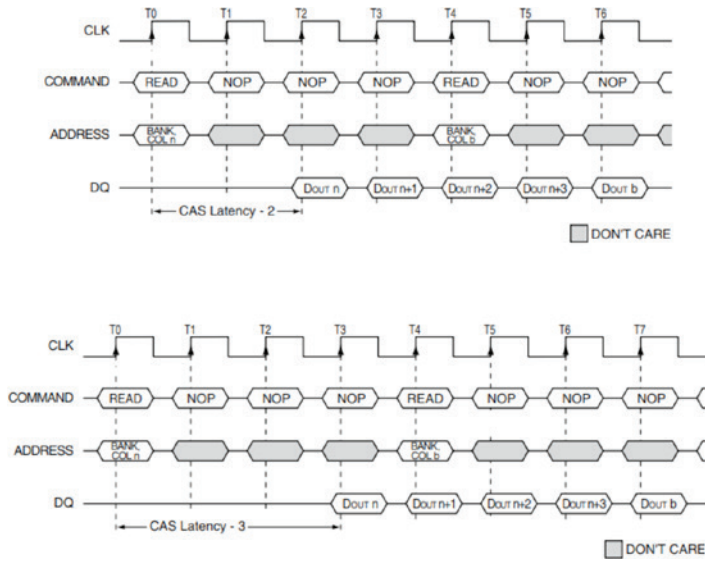 T0 T1 T2 T3 T4 T5 T6
CLK
COMMAND READ NOP NOP NOP READ NOP NOP
ADDRESS BANK, COL n BANK, COL b
DQ DOUT n DOUT n+1 DOUT n+2 DOUT n+3 DOUT b
CAS Latency - 2
DON'T CARE
T0 T1 T2 T3 T4 T5 T6 T7
CLK
COMMAND READ NOP NOP NOP READ NOP NOP NOP
ADDRESS BANK, COL n BANK, COL b
DQ DOUT n DOUT n+1 DOUT n+2 DOUT n+3 DOUT b
CAS Latency - 3
DON'T CARE